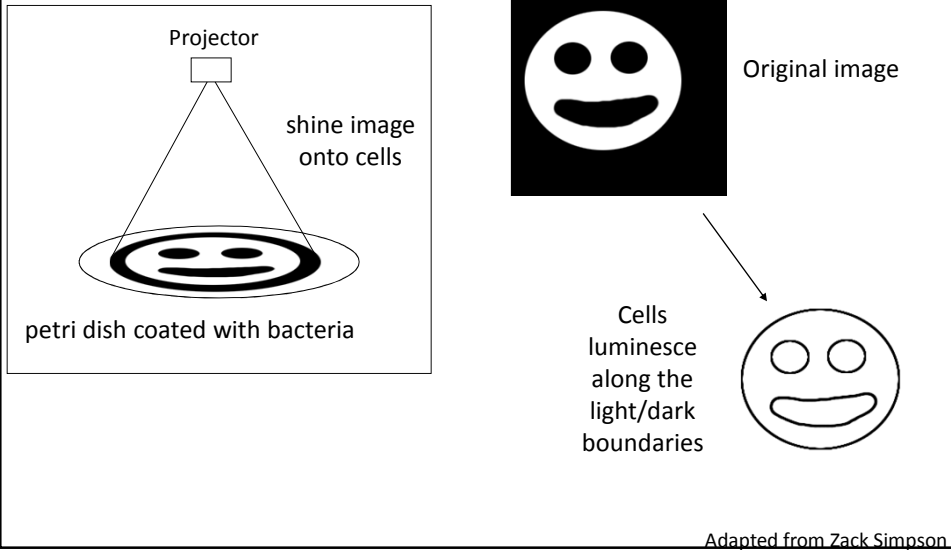 Projector
shine image
onto cells
petri dish coated with bacteria
Original image
Cells
luminesce
along the
light/dark
boundaries
Adapted from Zack Simpson